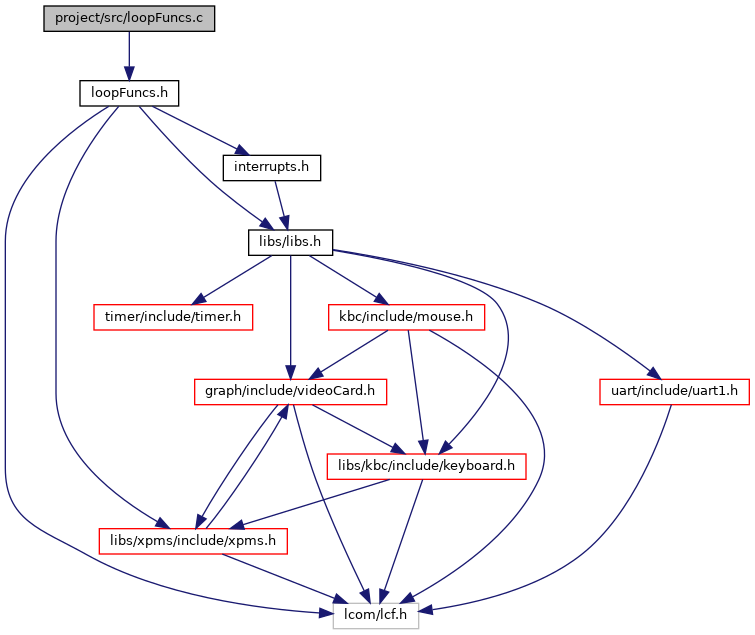 project/src/loopFuncs.c
loopFuncs.h
interrupts.h
libs/libs.h
timer/include/timer.h
kbc/include/mouse.h
graph/include/videoCard.h
uart/include/uart1.h
libs/kbc/include/keyboard.h
libs/xpms/include/xpms.h
lcom/lcf.h